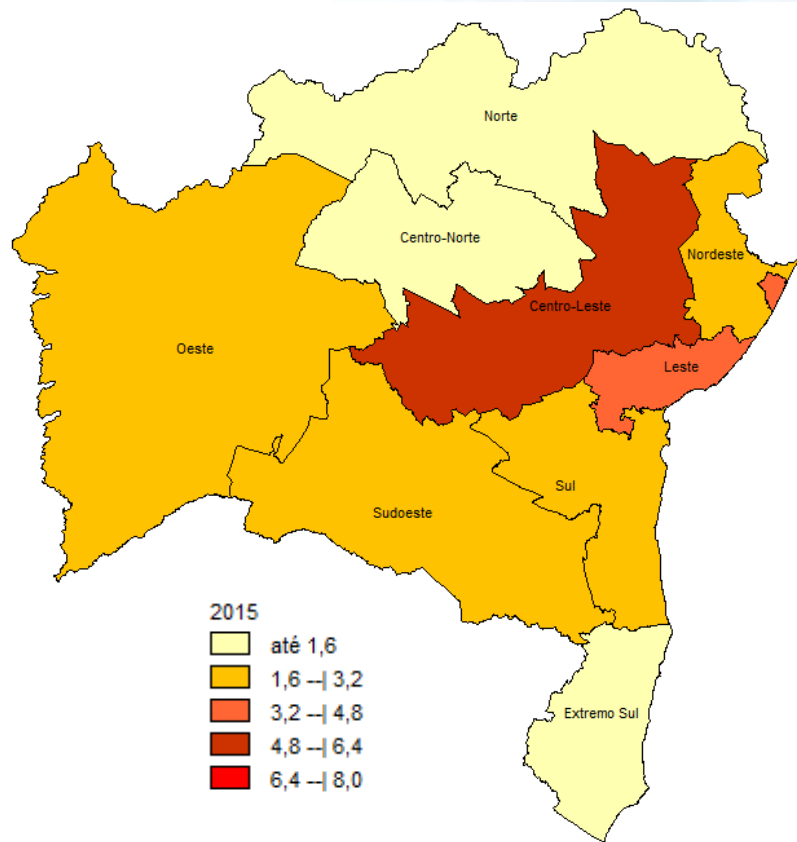 Norte
Centro-Norte
Nordeste
Centro-Leste
Oeste
Leste
Sul
Sudoeste
2015
até 1,6
1,6 --| 3,2
3,2 --| 4,8
4,8 --| 6,4
6,4 --| 8,0
Extremo Sul